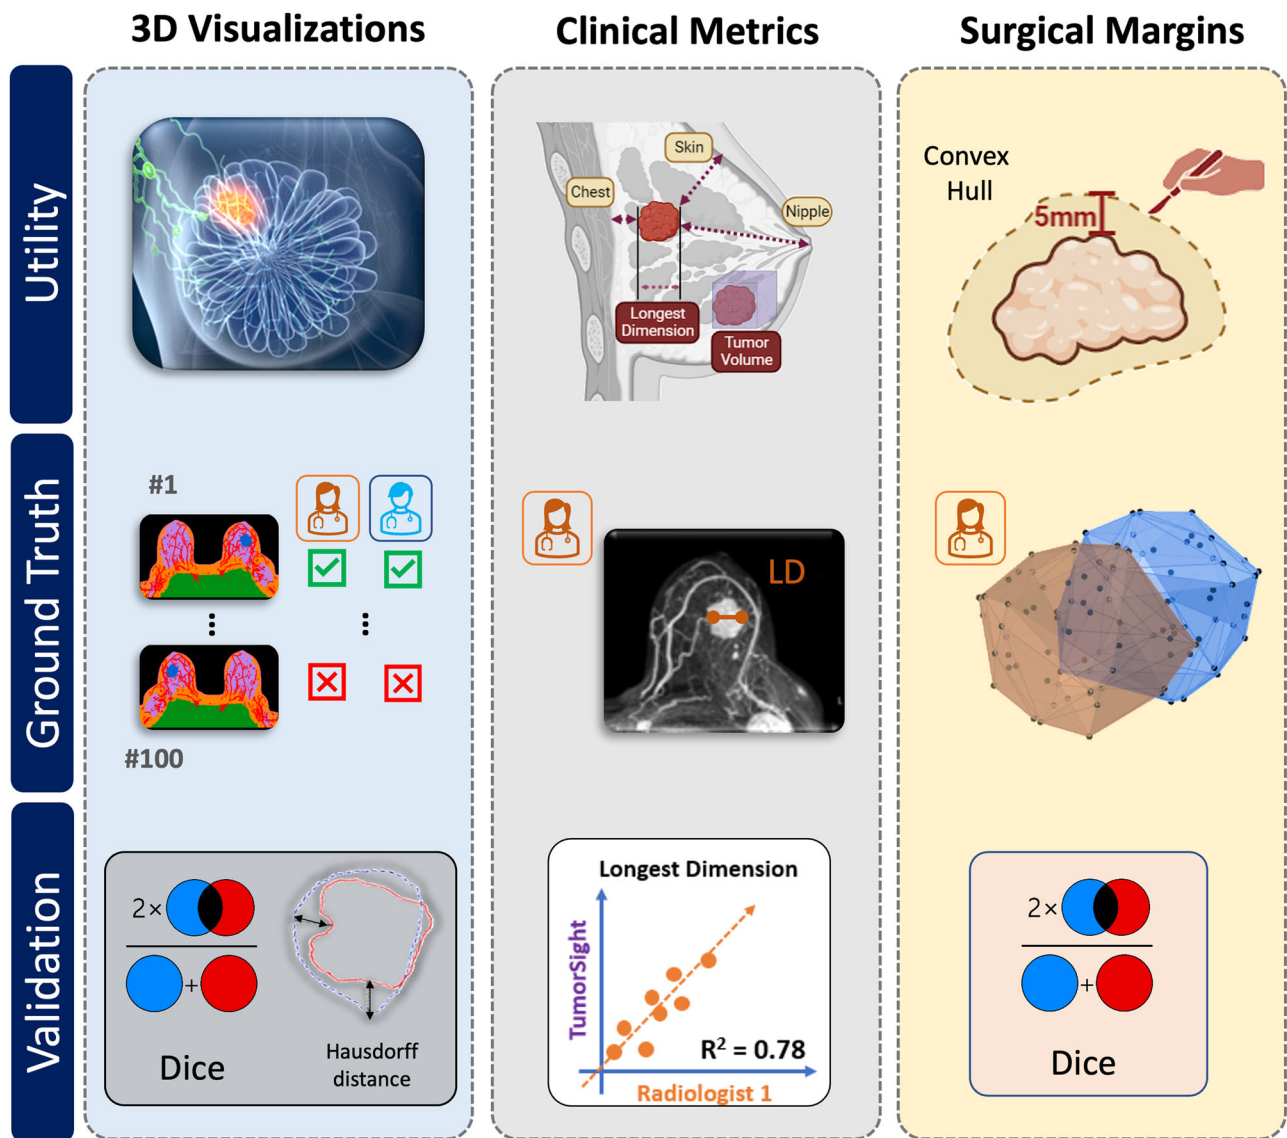 3D Visualizations
Clinical Metrics
Surgical Margins
Utility
Skin
Chest
Nipple
Longest
Dimension
Tumor
Volume
Convex
Hull
5mm
Ground Truth
#1
#100
LD
Validation
2×
+
Dice
Hausdorff
distance
Longest Dimension
TumorSight
R² = 0.78
Radiologist 1
2×
+
Dice